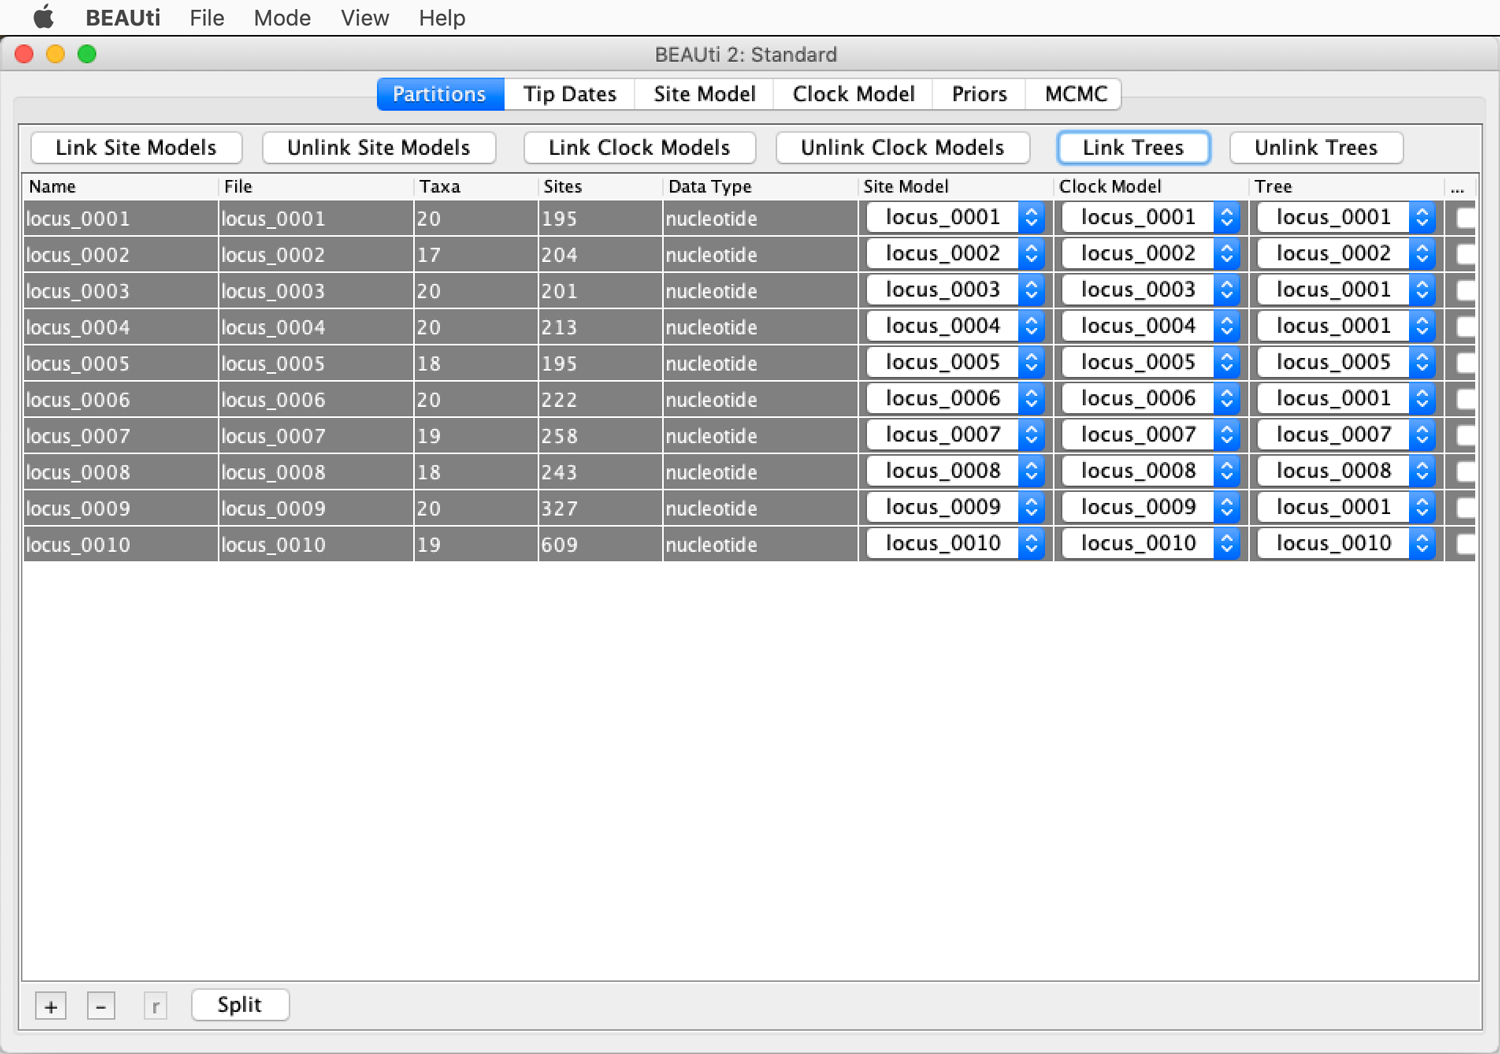 BEAUti File Mode View Help
BEAUti 2: Standard
Partitions Tip Dates Site Model Clock Model Priors MCMC
Link Site Models Unlink Site Models Link Clock Models Unlink Clock Models Link Trees Unlink Trees
Name File Taxa Sites Data Type Site Model Clock Model Tree ...
locus_0001 locus_0001 20 195 nucleotide locus_0001 locus_0001 locus_0001
locus_0002 locus_0002 17 204 nucleotide locus_0002 locus_0002 locus_0002
locus_0003 locus_0003 20 201 nucleotide locus_0003 locus_0003 locus_0001
locus_0004 locus_0004 20 213 nucleotide locus_0004 locus_0004 locus_0001
locus_0005 locus_0005 18 195 nucleotide locus_0005 locus_0005 locus_0005
locus_0006 locus_0006 20 222 nucleotide locus_0006 locus_0006 locus_0001
locus_0007 locus_0007 19 258 nucleotide locus_0007 locus_0007 locus_0007
locus_0008 locus_0008 18 243 nucleotide locus_0008 locus_0008 locus_0008
locus_0009 locus_0009 20 327 nucleotide locus_0009 locus_0009 locus_0001
locus_0010 locus_0010 19 609 nucleotide locus_0010 locus_0010 locus_0010
+ - r Split